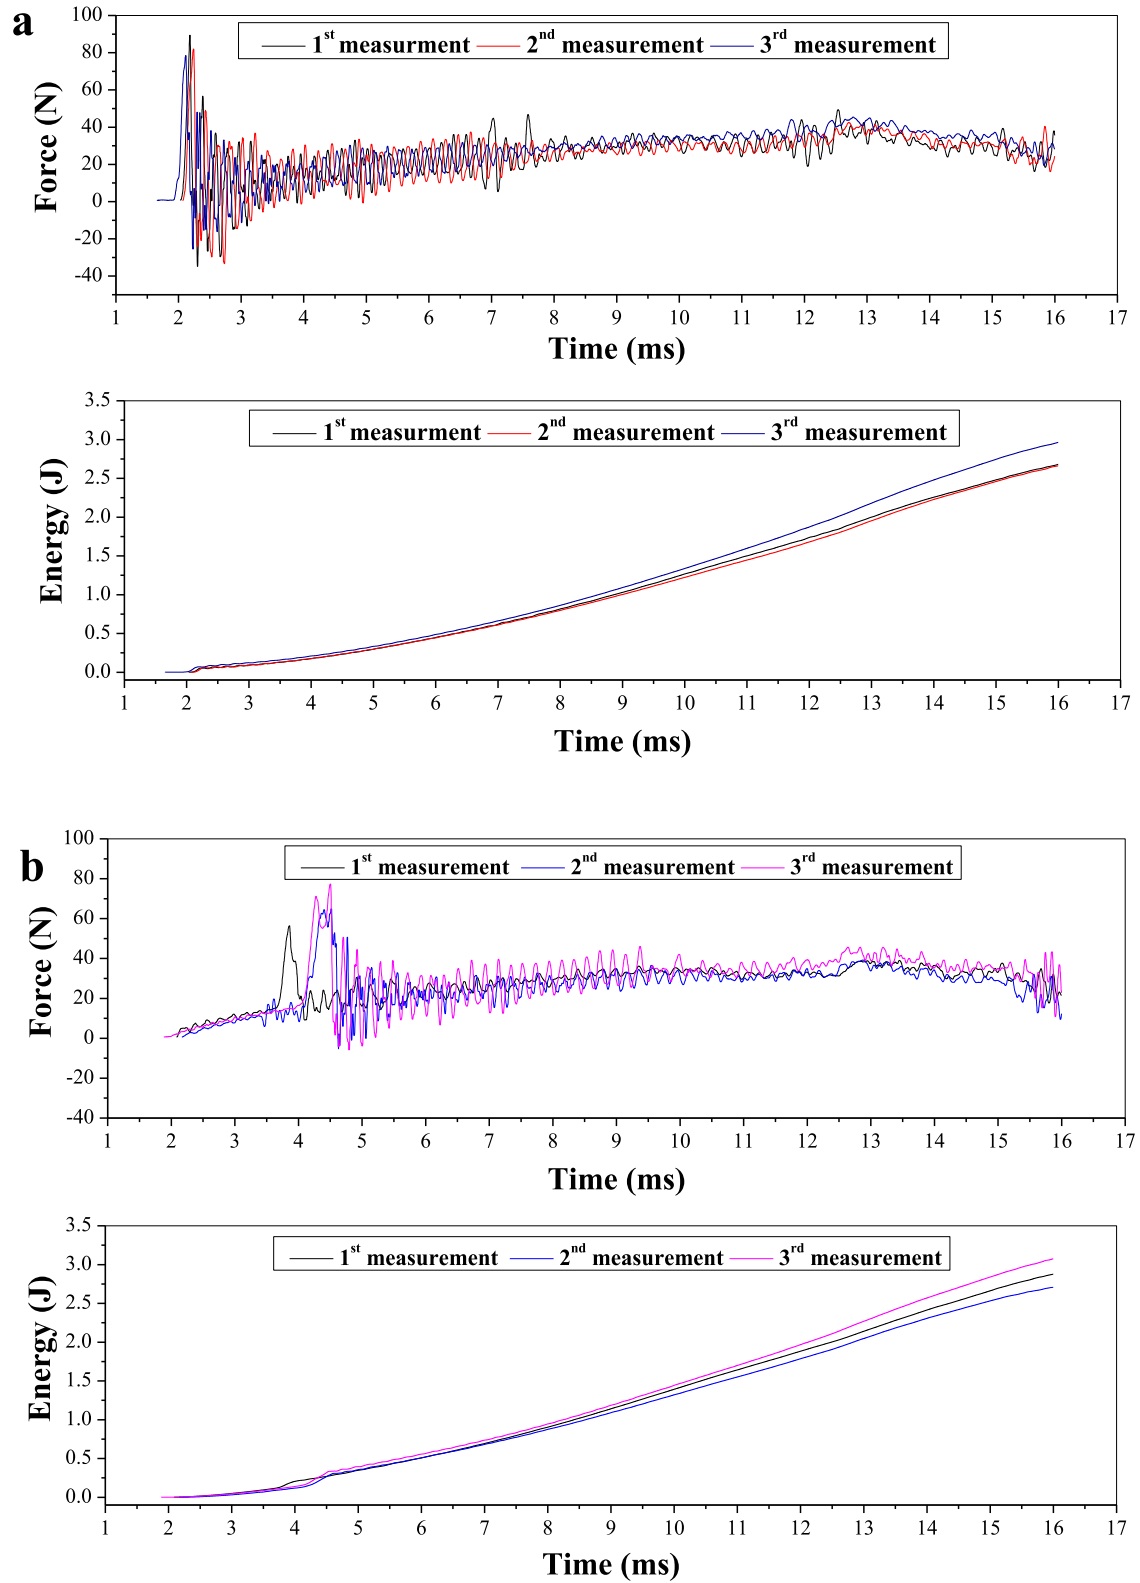 a
100
80
60
40
20
0
-20
-40
Force (N)
1st measurment 2nd measurement 3rd measurement
1 2 3 4 5 6 7 8 9 10 11 12 13 14 15 16 17
Time (ms)
3.5
3.0
2.5
2.0
1.5
1.0
0.5
0.0
Energy (J)
1st measurment 2nd measurement 3rd measurement
1 2 3 4 5 6 7 8 9 10 11 12 13 14 15 16 17
Time (ms)
b
100
80
60
40
20
0
-20
-40
Force (N)
1st measurement 2nd measurement 3rd measurement
1 2 3 4 5 6 7 8 9 10 11 12 13 14 15 16 17
Time (ms)
3.5
3.0
2.5
2.0
1.5
1.0
0.5
0.0
Energy (J)
1st measurement 2nd measurement 3rd measurement
1 2 3 4 5 6 7 8 9 10 11 12 13 14 15 16 17
Time (ms)